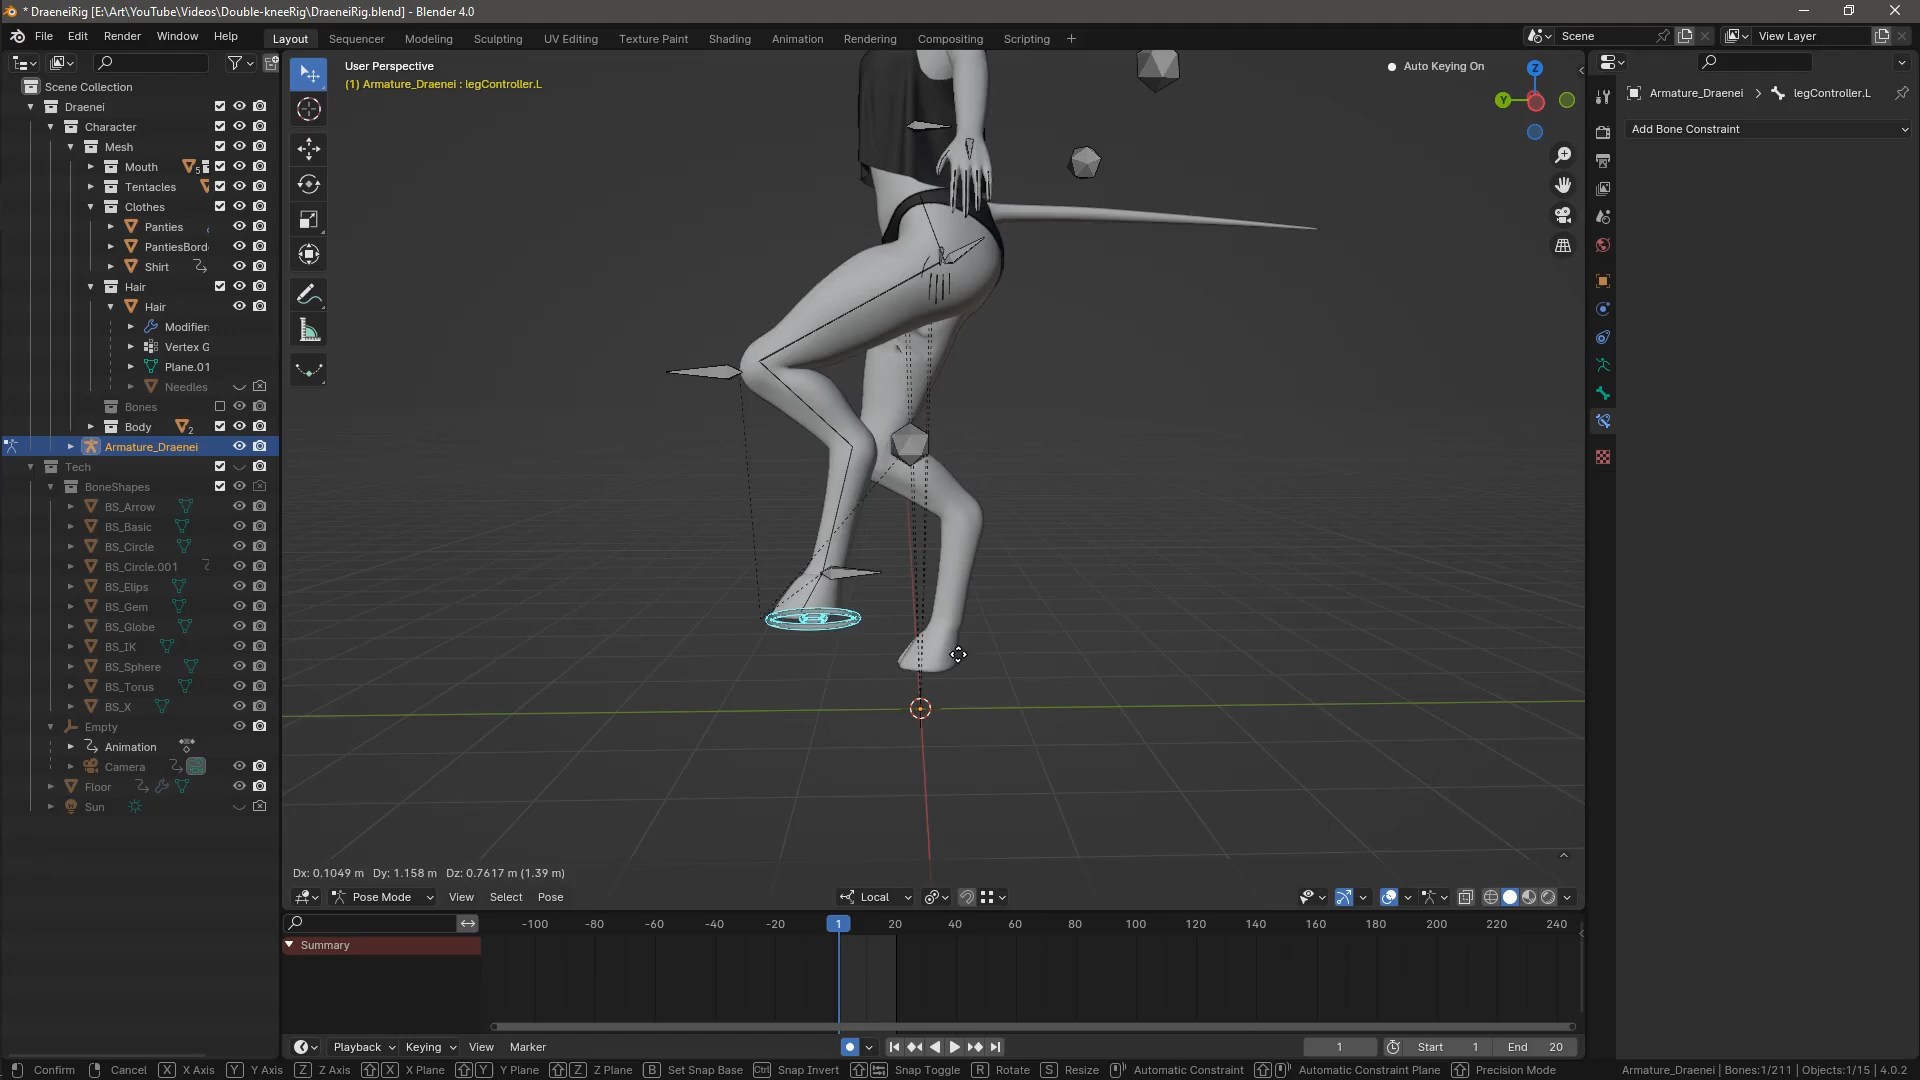 * DraeneiRig [E:\Art\YouTube\Videos\Double-kneeRig\DraeneiRig.blend] - Blender 4.0
File Edit Render Window Help
Layout Sequencer Modeling Sculpting UV Editing Texture Paint Shading Animation Rendering Compositing Scripting
Scene View Layer
Scene Collection
Draenei
Character
Mesh
Mouth 5
Tentacles
Clothes
Panties
PantiesBord
Shirt
Hair
Hair
Modifier
Vertex G
Plane.01
Needles
Bones
Body 2
Armature_Draenei
Tech
BoneShapes
BS_Arrow
BS_Basic
BS_Circle
BS_Circle.001
BS_Elips
BS_Gem
BS_Globe
BS_IK
BS_Sphere
BS_Torus
BS_X
Empty
Animation
Camera
Floor
Sun
User Perspective
(1) Armature_Draenei : legController.L
Auto Keying On
Z
Y
Dx: 0.1049 m Dy: 1.158 m Dz: 0.7617 m (1.39 m)
Pose Mode View Select Pose
Local
Armature_Draenei > legController.L
Add Bone Constraint
-100 -80 -60 -40 -20 1 20 40 60 80 100 120 140 160 180 200 220 240
Summary
Playback Keying View Marker
1 Start 1 End 20
Confirm Cancel X X Axis Y Y Axis Z Z Axis X X Plane Y Y Plane Z Z Plane B Set Snap Base Ctrl Snap Invert Snap Toggle R Rotate S Resize Automatic Constraint Automatic Constraint Plane Precision Mode
Armature_Draenei | Bones:1/211 | Objects:1/15 | 4.0.2